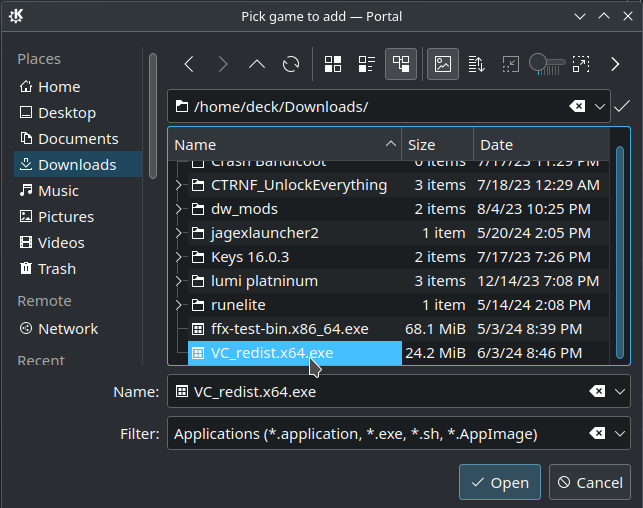 Pick game to add — Portal
Places
Home
Desktop
Documents
Downloads
Music
Pictures
Videos
Trash
Remote
Network
Recent
/home/deck/Downloads/
Name Size Date
Crash Bandicoot 6 items 7/17/23 11:29 PM
CTRNF_UnlockEverything 3 items 7/18/23 12:29 AM
dw_mods 2 items 8/4/23 10:25 PM
jagexlauncher2 1 item 5/20/24 2:05 PM
Keys 16.0.3 2 items 7/17/23 7:26 PM
lumi platninum 3 items 12/14/23 7:08 PM
runelite 1 item 5/14/24 2:08 PM
ffx-test-bin.x86_64.exe 68.1 MiB 5/3/24 8:39 PM
VC_redist.x64.exe 24.2 MiB 6/3/24 8:46 PM
Name: VC_redist.x64.exe
Filter: Applications (*.application, *.exe, *.sh, *.AppImage)
Open Cancel